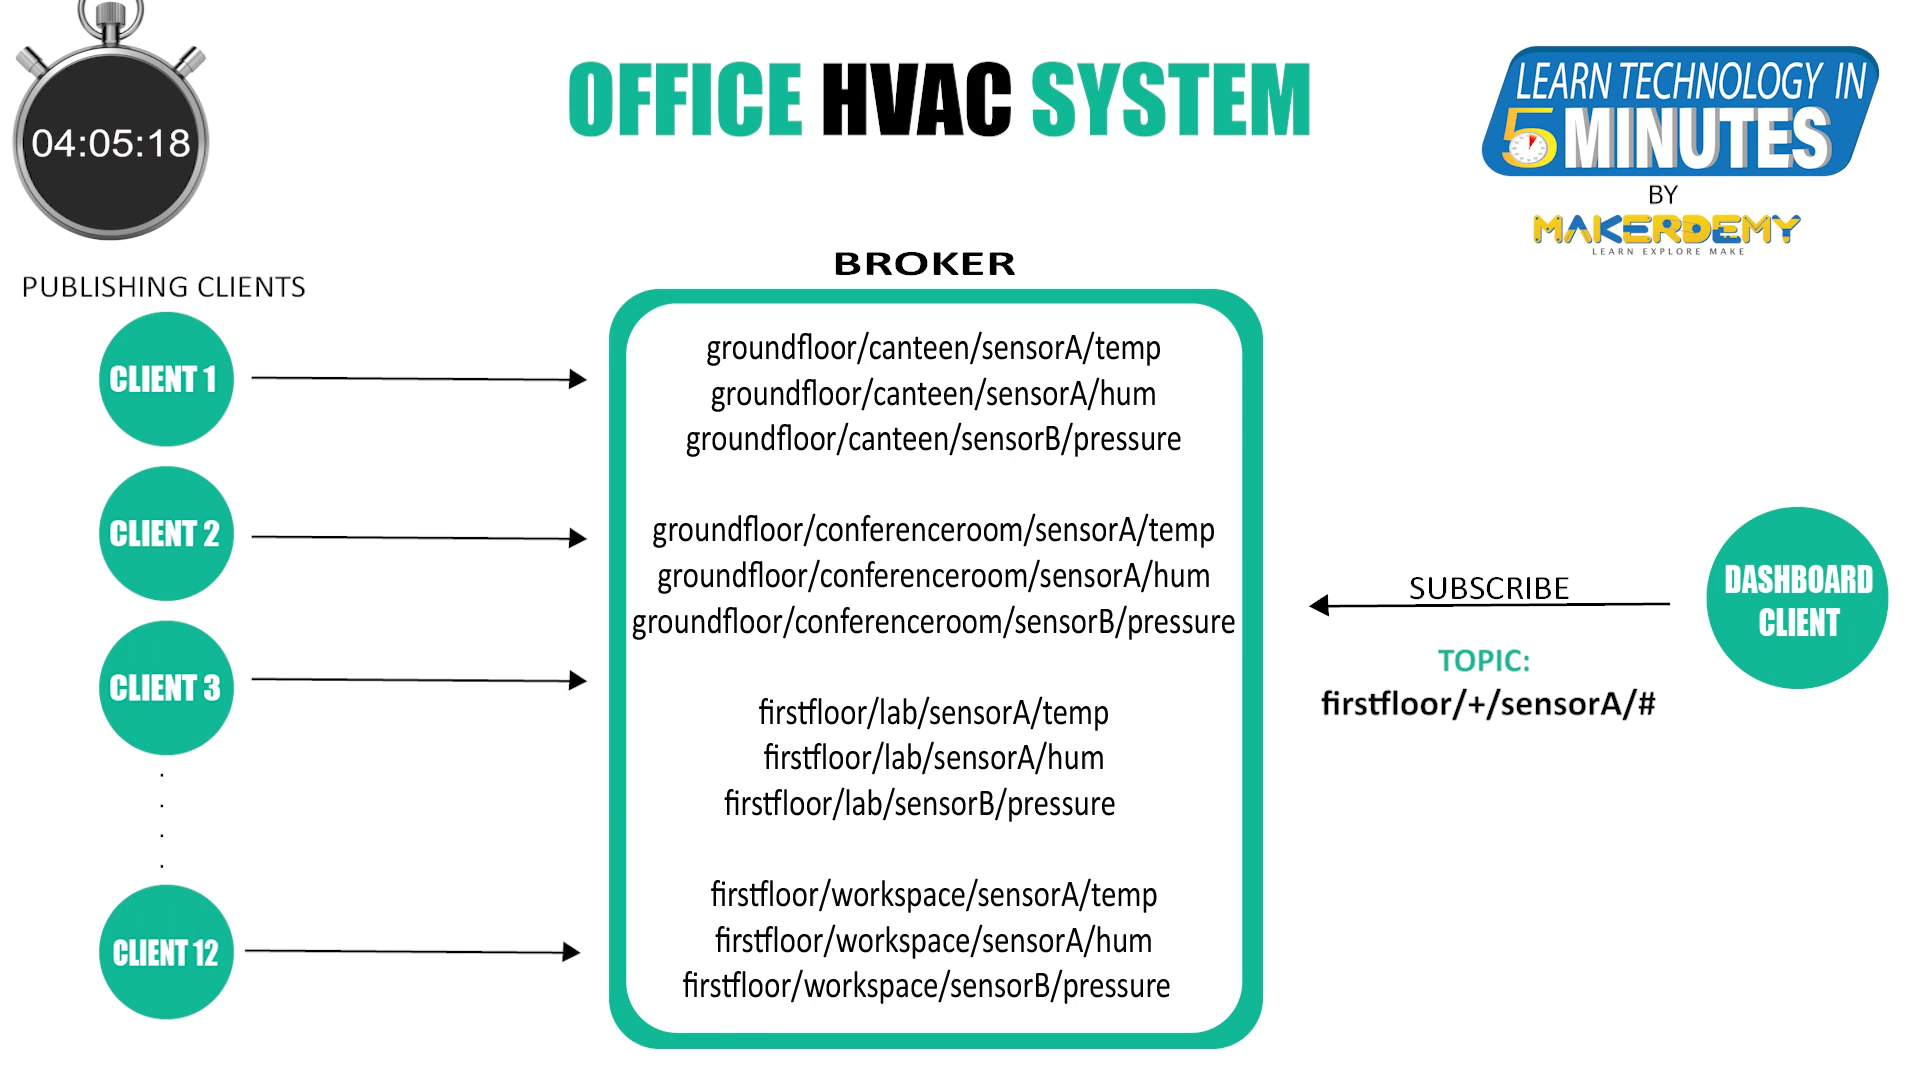 04:05:18
OFFICE HVAC SYSTEM
LEARN TECHNOLOGY IN
5 MINUTES
BY
MAKERDEMY
LEARN EXPLORE MAKE
PUBLISHING CLIENTS
CLIENT 1
CLIENT 2
CLIENT 3
.
.
.
.
CLIENT 12
BROKER
groundfloor/canteen/sensorA/temp
groundfloor/canteen/sensorA/hum
groundfloor/canteen/sensorB/pressure
groundfloor/conferenceroom/sensorA/temp
groundfloor/conferenceroom/sensorA/hum
groundfloor/conferenceroom/sensorB/pressure
firstfloor/lab/sensorA/temp
firstfloor/lab/sensorA/hum
firstfloor/lab/sensorB/pressure
firstfloor/workspace/sensorA/temp
firstfloor/workspace/sensorA/hum
firstfloor/workspace/sensorB/pressure
SUBSCRIBE
TOPIC:
firstfloor/+/sensorA/#
DASHBOARD
CLIENT